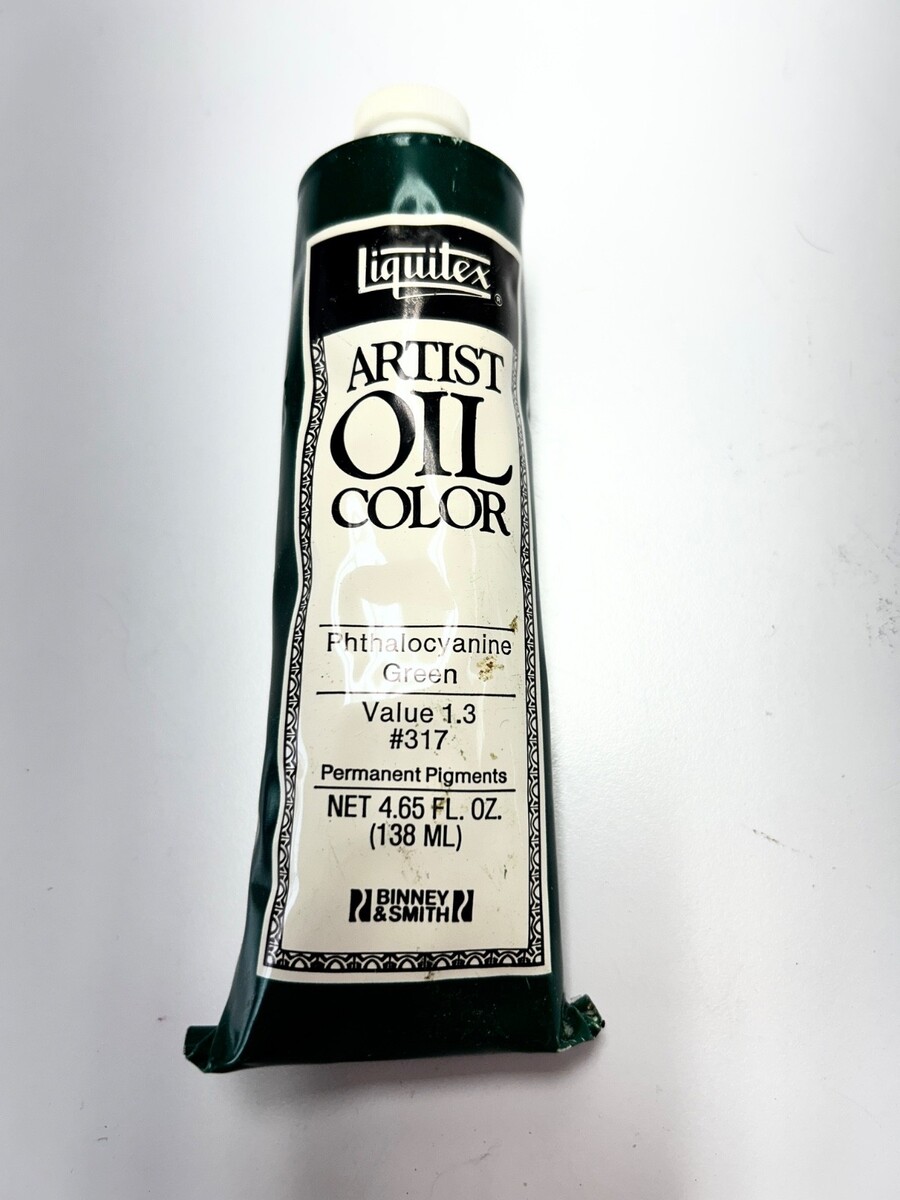 Liquitex®
ARTIST
OIL
COLOR
Phthalocyanine
Green
Value 1.3
#317
Permanent Pigments
NET 4.65 FL. OZ.
(138 ML)
BINNEY
& SMITH